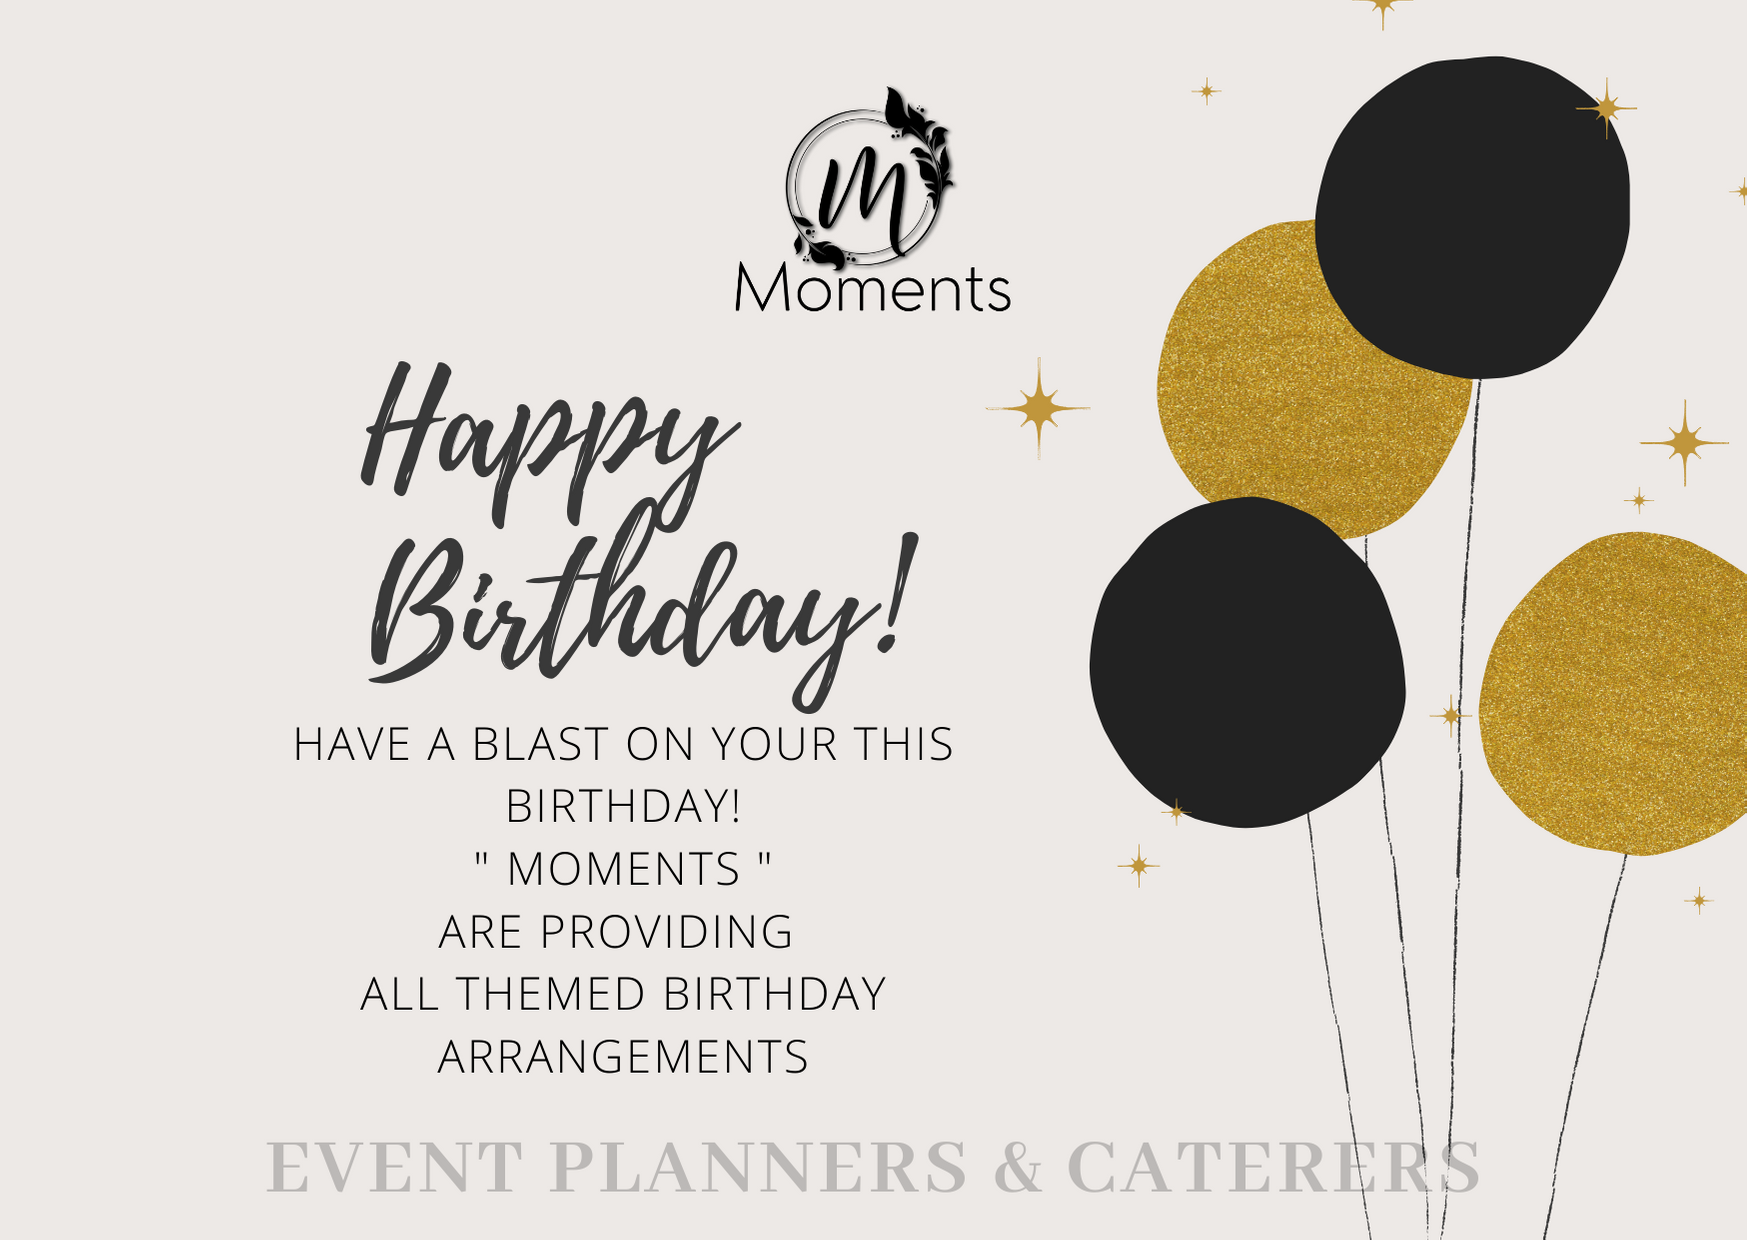 M
Moments
Happy
Birthday!
HAVE A BLAST ON YOUR THIS
BIRTHDAY!
" MOMENTS "
ARE PROVIDING
ALL THEMED BIRTHDAY
ARRANGEMENTS
EVENT PLANNERS & CATERERS